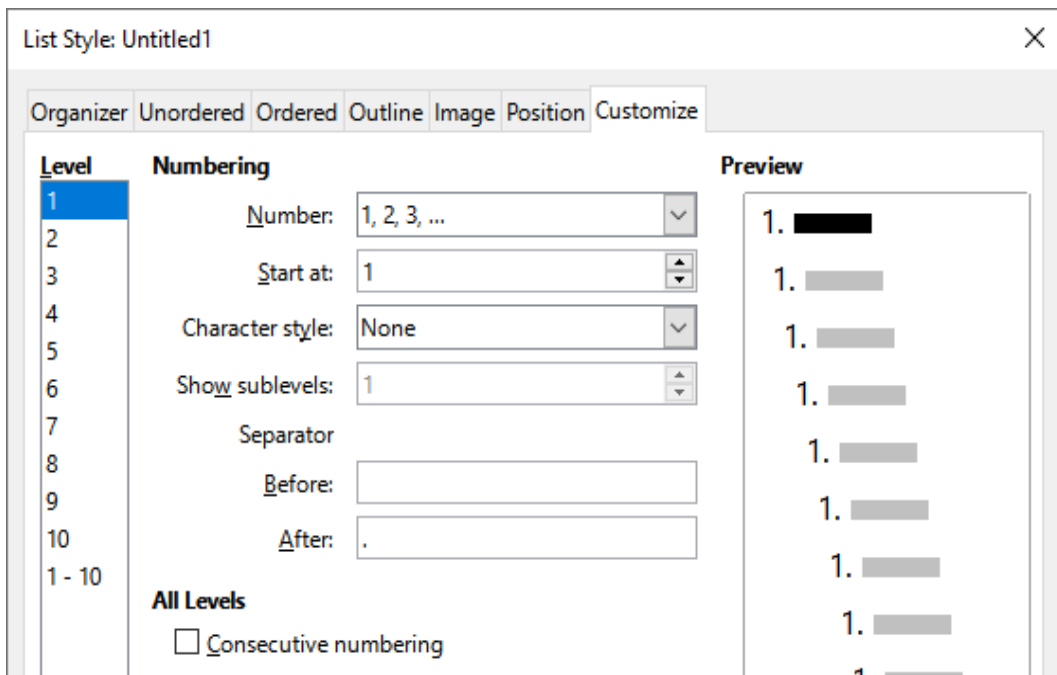 List Style: Untitled1
Organizer Unordered Ordered Outline Image Position Customize
Level
1
2
3
4
5
6
7
8
9
10
1 - 10
Numbering
Number: 1, 2, 3, ...
Start at: 1
Character style: None
Show sublevels: 1
Separator
Before:
After: .
All Levels
Consecutive numbering
Preview
1.
1.
1.
1.
1.
1.
1.
1.